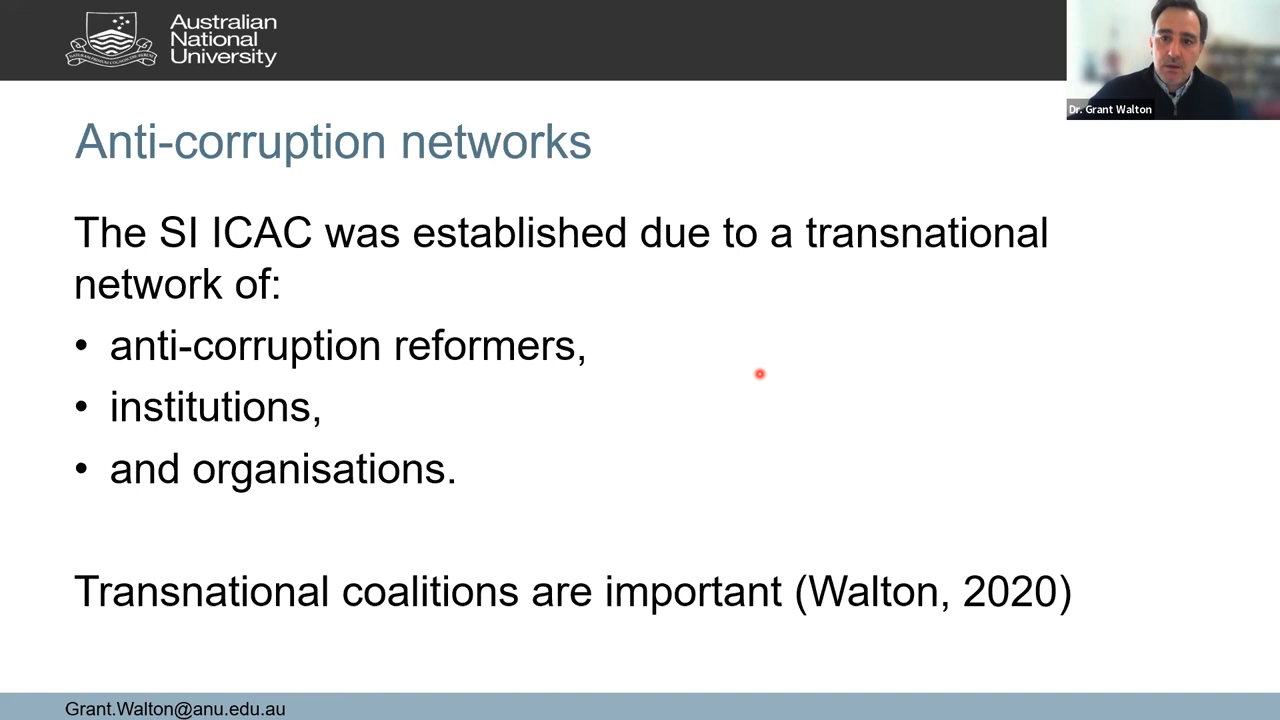 Australian
National
University
Dr. Grant Walton
Anti-corruption networks
The SI ICAC was established due to a transnational
network of:
• anti-corruption reformers,
• institutions,
• and organisations.
Transnational coalitions are important (Walton, 2020)
Grant.Walton@anu.edu.au